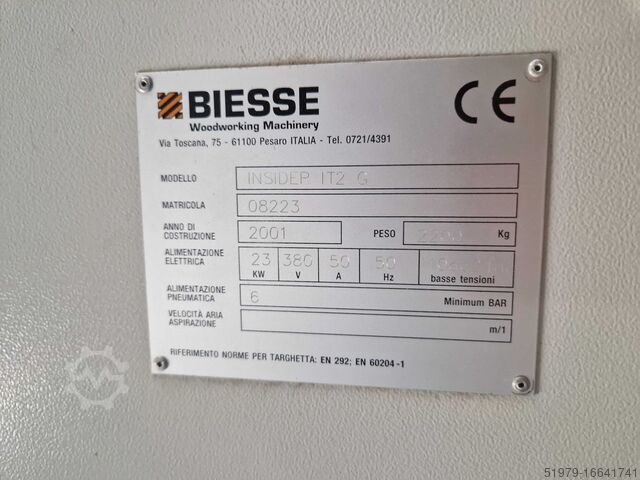 BIESSE
Woodworking Machinery
CE
Via Toscana, 75 - 61100 Pesaro ITALIA - Tel. 0721/4391
MODELLO INSIDER IT2 G
MATRICOLA 08223
ANNO DI COSTRUZIONE 2001 PESO Kg
ALIMENTAZIONE ELETTRICA 23 KW 380 V 50 A 50 Hz basse tensioni
ALIMENTAZIONE PNEUMATICA 6 Minimum BAR
VELOCITÀ ARIA ASPIRAZIONE m/1
RIFERIMENTO NORME PER TARGHETTA: EN 292; EN 60204-1
51979-16641741